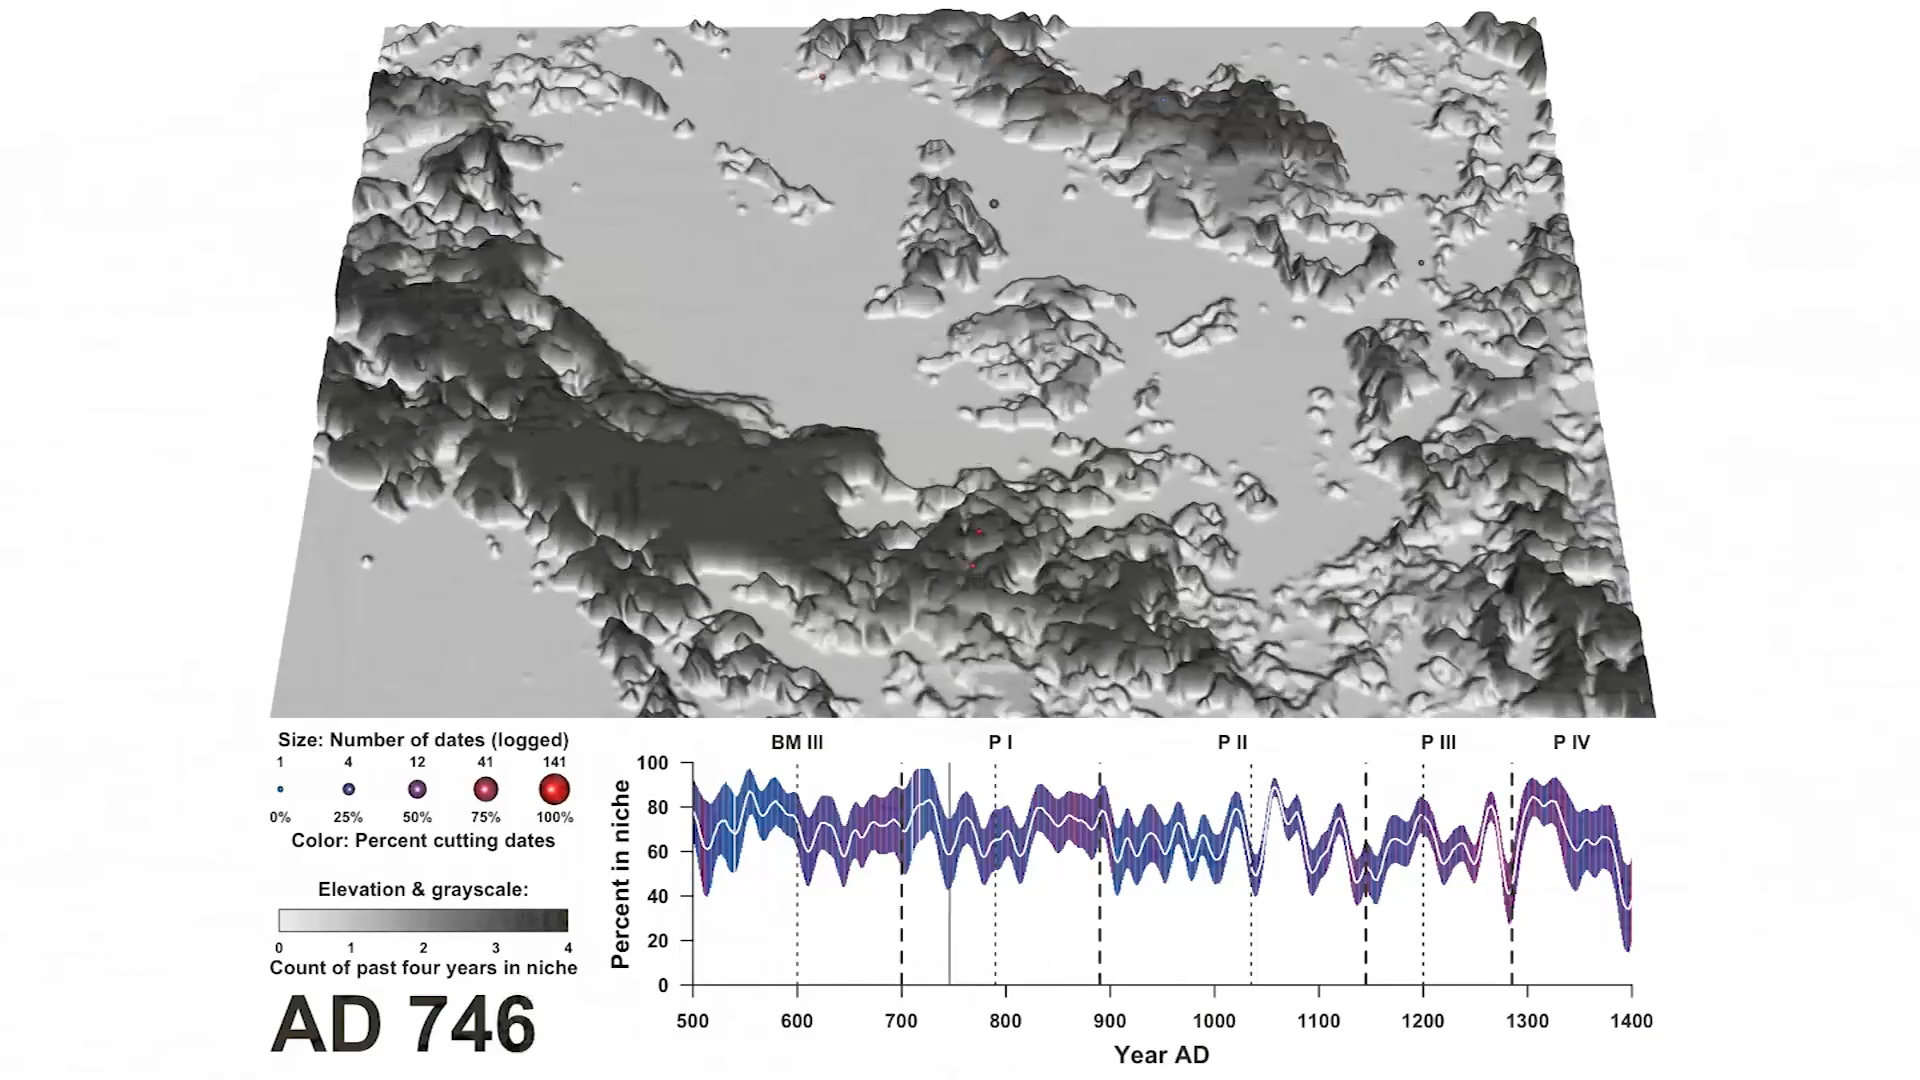 Size: Number of dates (logged)
1 4 12 41 141
0% 25% 50% 75% 100%
Color: Percent cutting dates
Elevation & grayscale:
0 1 2 3 4
Count of past four years in niche
AD 746
BM III P I P II P III P IV
Percent in niche
100
80
60
40
20
0
500 600 700 800 900 1000 1100 1200 1300 1400
Year AD